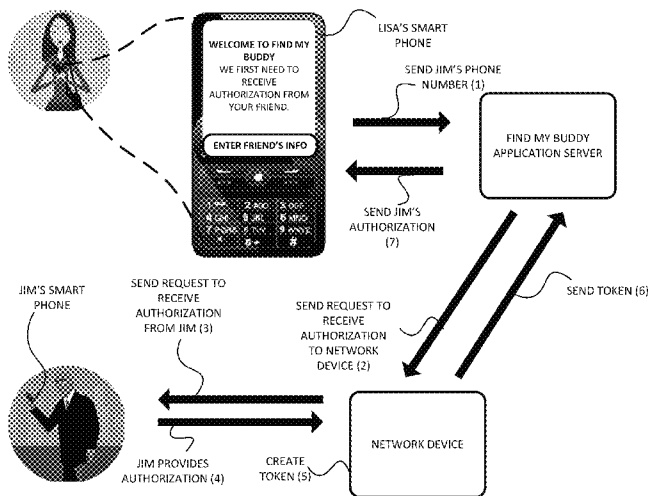 LISA'S SMART
PHONE
WELCOME TO FIND MY
BUDDY
WE FIRST NEED TO
RECEIVE
AUTHORIZATION FROM
YOUR FRIEND.
ENTER FRIEND'S INFO
SEND JIM'S PHONE
NUMBER (1)
FIND MY BUDDY
APPLICATION SERVER
SEND JIM'S
AUTHORIZATION
(7)
JIM'S SMART
PHONE
SEND REQUEST TO
RECEIVE
AUTHORIZATION
FROM JIM (3)
SEND REQUEST TO
RECEIVE
AUTHORIZATION
TO NETWORK
DEVICE (2)
SEND TOKEN (6)
JIM PROVIDES
AUTHORIZATION (4)
CREATE
TOKEN (5)
NETWORK DEVICE